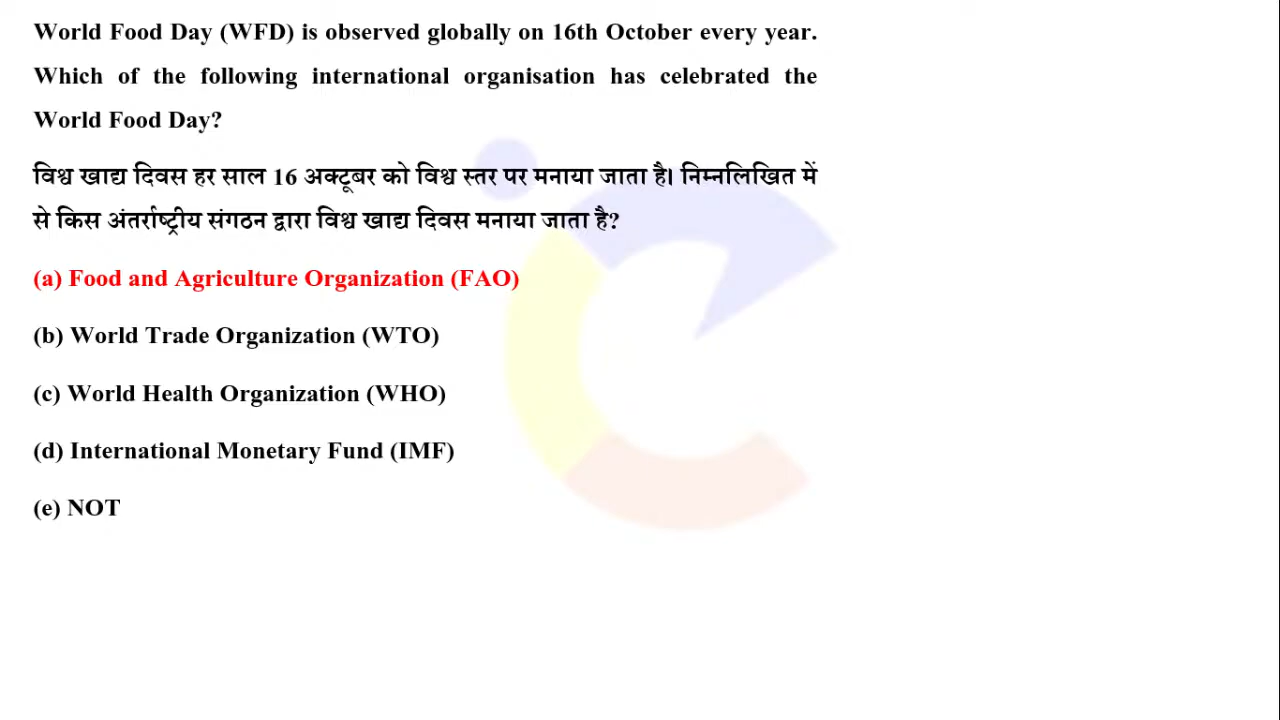 World Food Day (WFD) is observed globally on 16th October every year.
Which of the following international organisation has celebrated the
World Food Day?
विश्व खाद्य दिवस हर साल 16 अक्टूबर को विश्व स्तर पर मनाया जाता है। निम्नलिखित में
से किस अंतर्राष्ट्रीय संगठन द्वारा विश्व खाद्य दिवस मनाया जाता है?
(a) Food and Agriculture Organization (FAO)
(b) World Trade Organization (WTO)
(c) World Health Organization (WHO)
(d) International Monetary Fund (IMF)
(e) NOT